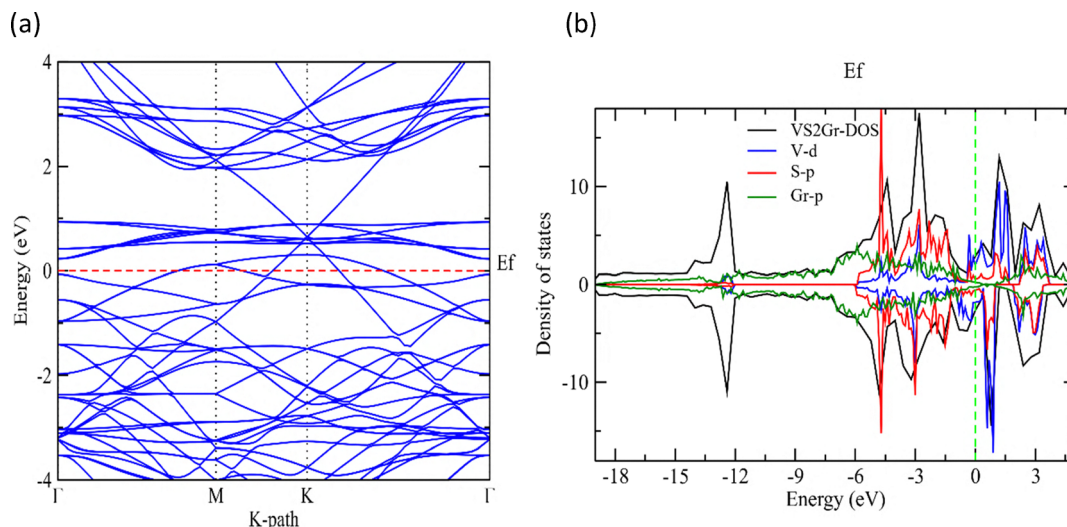 (a)
4
2
0
-2
-4
Energy (eV)
Ef
Γ
M
K
Γ
K-path
(b)
Ef
VS2Gr-DOS
V-d
S-p
Gr-p
10
0
-10
Density of states
-18
-15
-12
-9
-6
-3
0
3
Energy (eV)